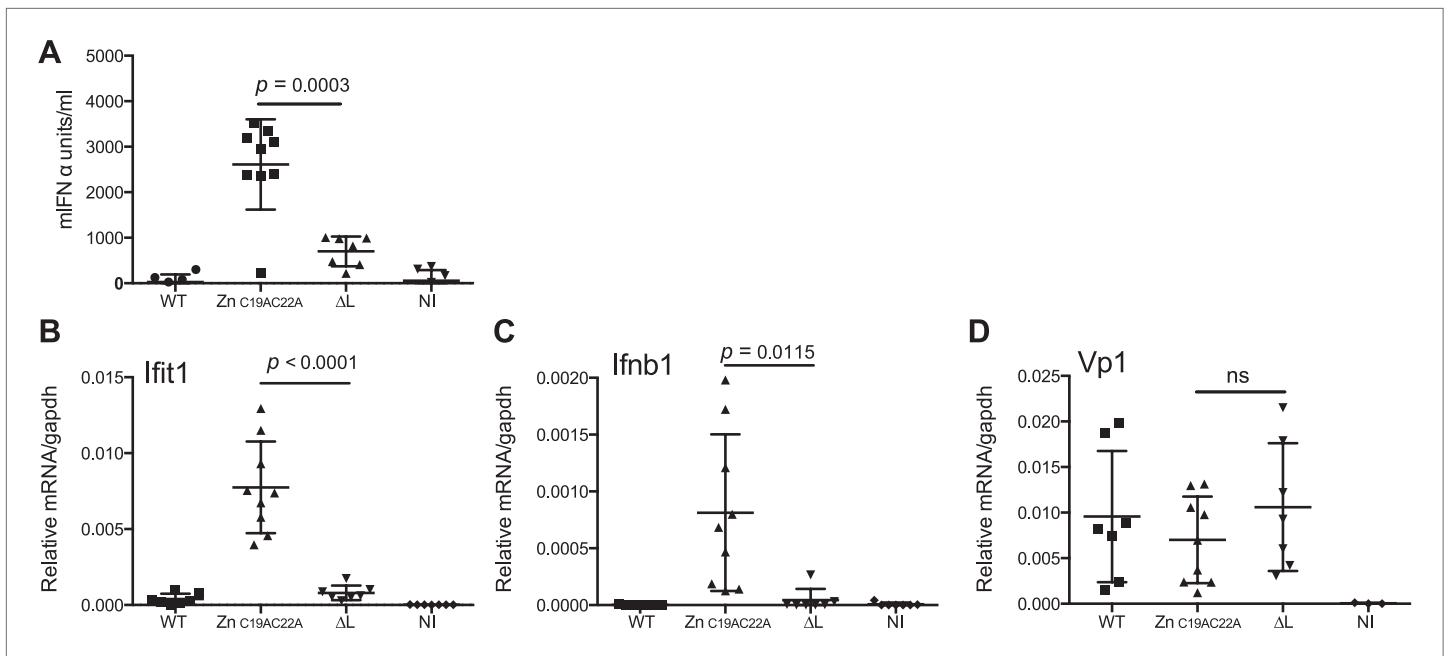 A
mIFN α units/ml
5000
4000
3000
2000
1000
0
p = 0.0003
WT Zn C19AC22A ΔL NI
B
Ifit1
Relative mRNA/gapdh
0.015
0.010
0.005
0.000
p < 0.0001
WT Zn C19AC22A ΔL NI
C
Ifnb1
Relative mRNA/gapdh
0.0020
0.0015
0.0010
0.0005
0.0000
p = 0.0115
WT Zn C19AC22A ΔL NI
D
Vp1
Relative mRNA/gapdh
0.025
0.020
0.015
0.010
0.005
0.000
ns
WT Zn C19AC22A ΔL NI